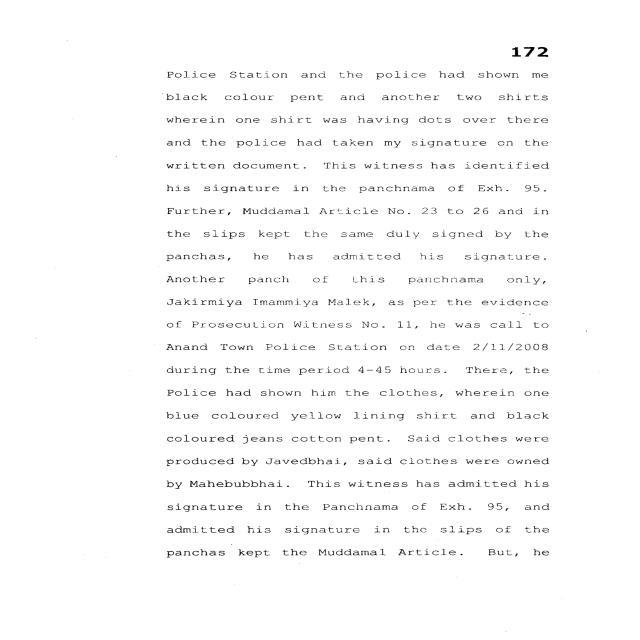 172
Police Station and the police had shown me
black colour pent and another two shirts
wherein one shirt was having dots over there
and the police had taken my signature on the
written document. This witness has identified
his signature in the panchnama of Exh. 95.
Further, Muddamal Article No. 23 to 26 and in
the slips kept the same duly signed by the
panchas, he has admitted his signature.
Another panch of this panchnama only,
Jakirmiya Imammiya Malek, as per the evidence
of Prosecution Witness No. 11, he was call to
Anand Town Police Station on date 2/11/2008
during the time period 4-45 hours. There, the
Police had shown him the clothes, wherein one
blue coloured yellow lining shirt and black
coloured jeans cotton pent. Said clothes were
produced by Javedbhai, said clothes were owned
by Mahebubbhai. This witness has admitted his
signature in the Panchnama of Exh. 95, and
admitted his signature in the slips of the
panchas kept the Muddamal Article. But, he